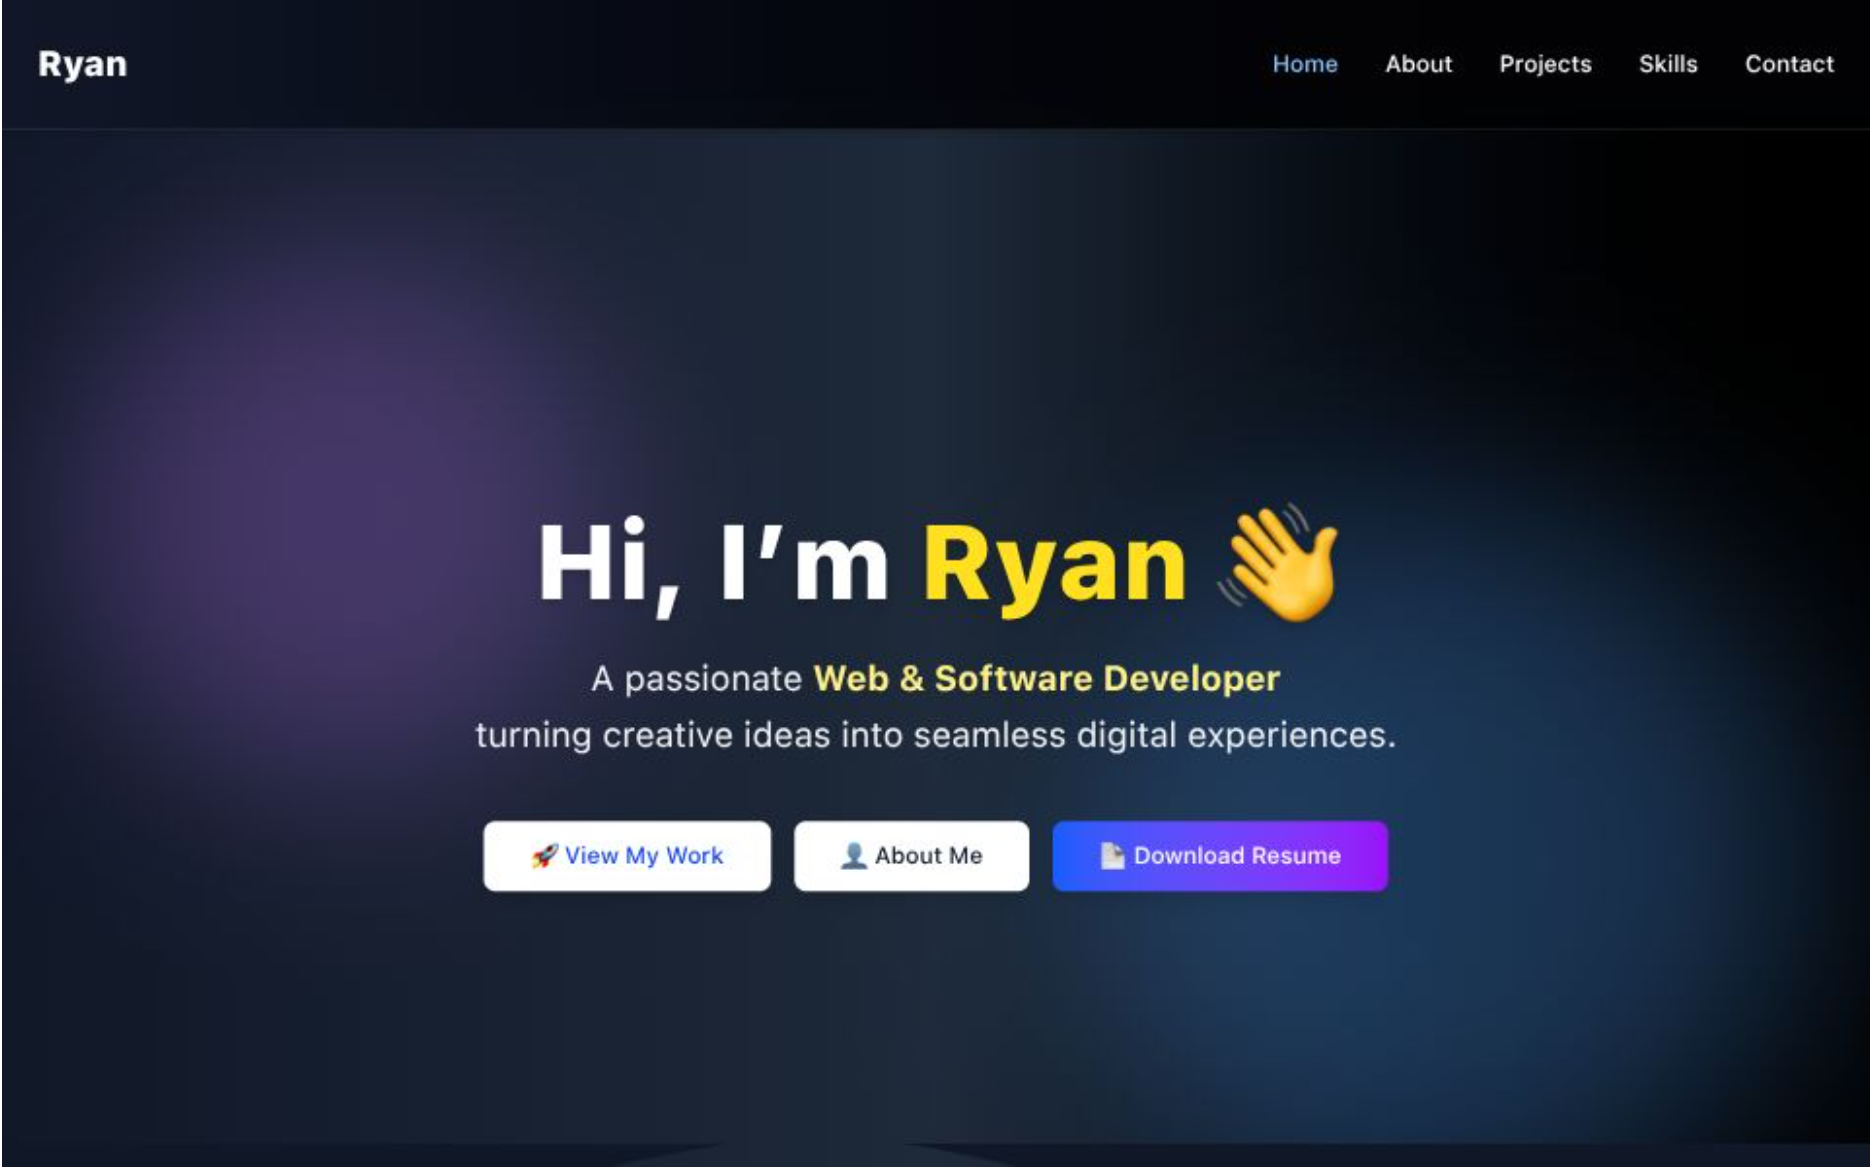 Ryan
Home About Projects Skills Contact
Hi, I’m Ryan 👋
A passionate Web & Software Developer
turning creative ideas into seamless digital experiences.
🚀 View My Work
👤 About Me
📄 Download Resume